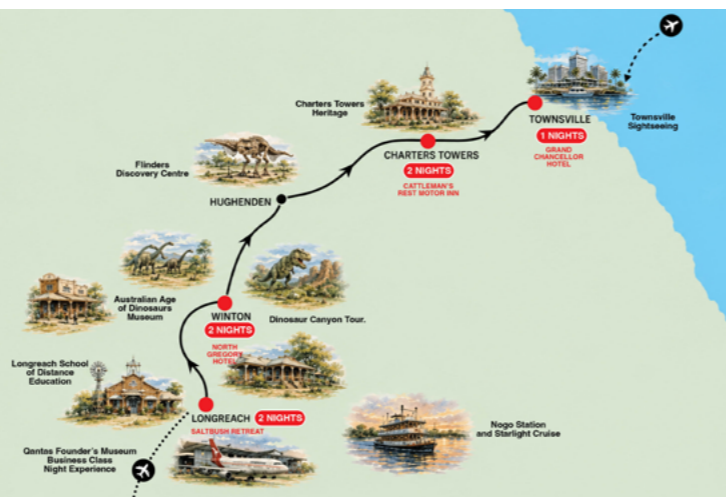 Charters Towers
Heritage
TOWNSVILLE
1 NIGHTS
GRAND
CHANCELLOR
HOTEL
Townsville
Sightseeing
CHARTERS TOWERS
2 NIGHTS
CATTLEMAN'S
REST MOTOR INN
Flinders
Discovery Centre
HUGHENDEN
Australian Age
of Dinosaurs
Museum
WINTON
2 NIGHTS
NORTH
GREGORY
HOTEL
Dinosaur Canyon Tour.
Longreach School
of Distance
Education
LONGREACH
2 NIGHTS
SALTBUSH RETREAT
Nogo Station
and Starlight Cruise
Qantas Founder's Museum
Business Class
Night Experience